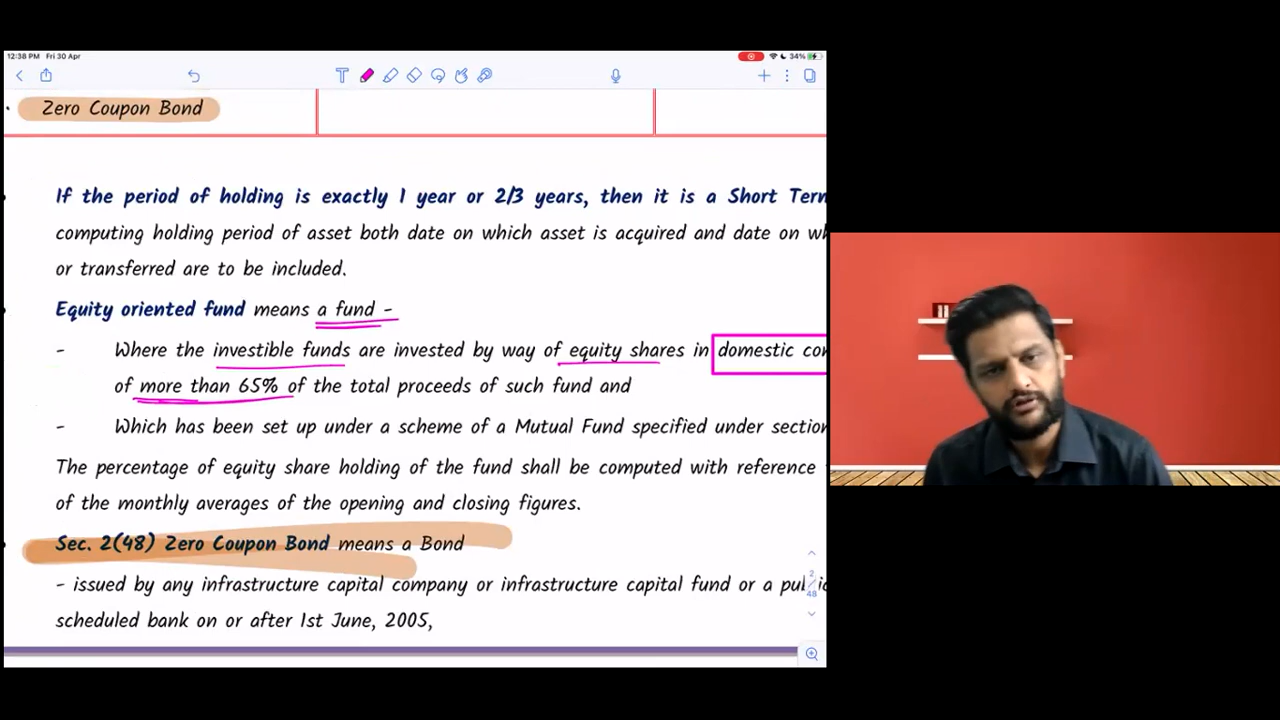 12:38 PM Fri 30 Apr
34%
Zero Coupon Bond
If the period of holding is exactly 1 year or 2/3 years, then it is a Short
computing holding period of asset both date on which asset is acquired and date on
or transferred are to be included.
Equity oriented fund means a fund -
- Where the investible funds are invested by way of equity shares in domestic
of more than 65% of the total proceeds of such fund and
- Which has been set up under a scheme of a Mutual Fund specified under section
The percentage of equity share holding of the fund shall be computed with reference
of the monthly averages of the opening and closing figures.
Sec. 2(48) Zero Coupon Bond means a Bond
- issued by any infrastructure capital company or infrastructure capital fund or a
scheduled bank on or after 1st June, 2005,
2
48